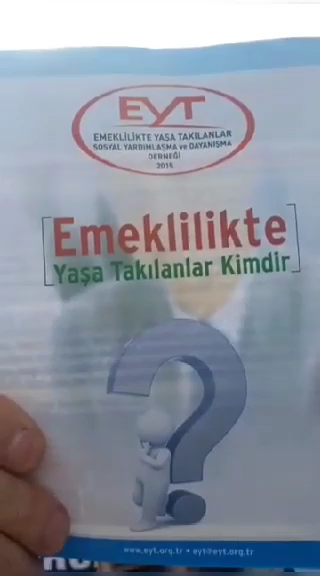 EYT
EMEKLİLİKTE YAŞA TAKILANLAR
SOSYAL YARDIMLAŞMA ve DAYANIŞMA
DERNEĞİ
Emeklilikte
Yaşa Takılanlar Kimdir
?
www.eyt.org.tr • eyt@eyt.org.tr